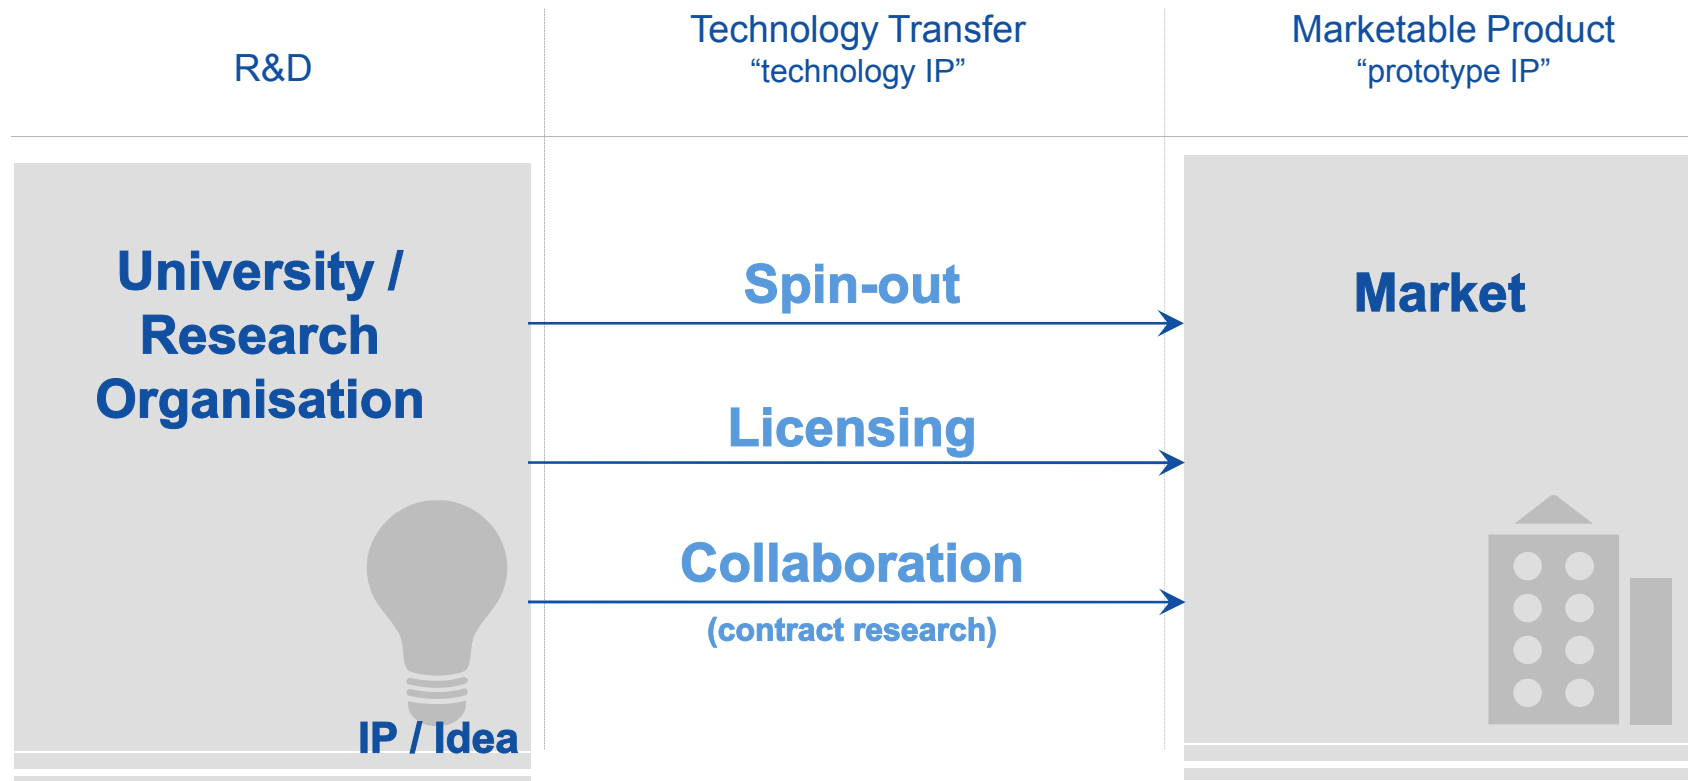 R&D
Technology Transfer
“technology IP”
Marketable Product
“prototype IP”
University /
Research
Organisation
IP / Idea
Spin-out
Licensing
Collaboration
(contract research)
Market